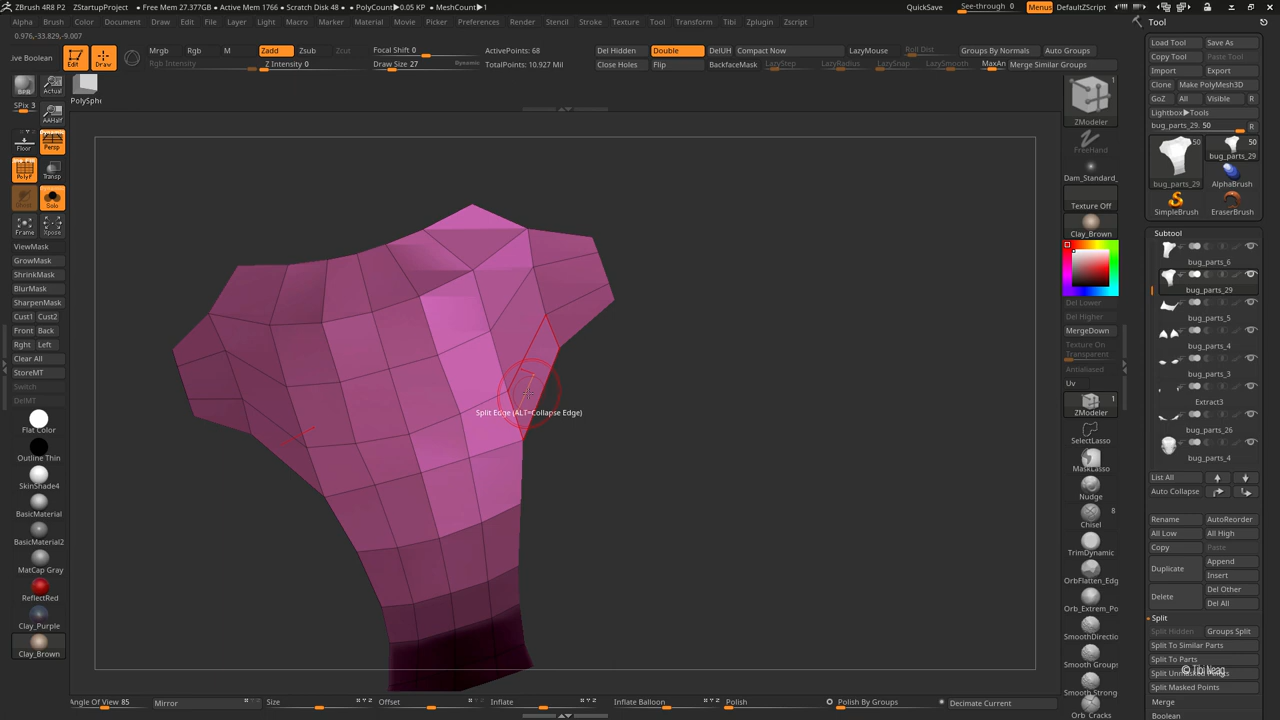 ZBrush 4R8 P2 ZStartupProject • Free Mem 27.377GB • Active Mem 1766 • Scratch Disk 48 • PolyCount▶0.05 KP • MeshCount▶1
QuickSave See-through 0 Menus DefaultZScript
Alpha Brush Color Document Draw Edit File Layer Light Macro Marker Material Movie Picker Preferences Render Stencil Stroke Texture Tool Transform Tibi Zplugin Zscript
0.976,-33.829,-9.007
ive Boolean Edit Draw
Mrgb Rgb M Zadd Zsub Zcut Focal Shift 0 ActivePoints: 68 Del Hidden Double DelUH Compact Now LazyMouse Roll Dist Groups By Normals Auto Groups
Rgb Intensity Z Intensity 0 Draw Size 27 Dynamic TotalPoints: 10.927 Mil Close Holes Flip BackfaceMask LazyStep LazyRadius LazySnap LazySmooth MaxAn Merge Similar Groups
BPR Actual
PolySphe
SPix 3 AAHalf
Floor Persp
PolyF Transp
Solo
Frame Xpose
ViewMask
GrowMask
ShrinkMask
BlurMask
SharpenMask
Cust1 Cust2
Front Back
Rght Left
Clear All
StoreMT
Switch
DelMT
Flat Color
Outline Thin
SkinShade4
BasicMaterial
BasicMaterial2
MatCap Gray
ReflectRed
Clay_Purple
Clay_Brown
Split Edge (ALT=Collapse Edge)
Angle Of View 85 Mirror Size Offset Inflate Inflate Balloon Polish Polish By Groups Decimate Current
1
ZModeler
FreeHand
Dam_Standard_
Texture Off
Clay_Brown
Del Lower
Del Higher
MergeDown
Texture On
Transparent
Antialiased
Uv
1
ZModeler
SelectLasso
MaskLasso
Nudge
8
Chisel
TrimDynamic
OrbFlatten_Edg
Orb_Extrem_Po
SmoothDirectio
Smooth Groups
Smooth Strong
Orb_Cracks
Tool
Load Tool Save As
Copy Tool Paste Tool
Import Export
Clone Make PolyMesh3D
GoZ All Visible R
Lightbox▶Tools
bug_parts_29. 50 R
50 50
bug_parts_29
bug_parts_29 AlphaBrush
SimpleBrush EraserBrush
Subtool
bug_parts_6
bug_parts_29
bug_parts_5
bug_parts_4
bug_parts_3
Extract3
bug_parts_26
bug_parts_4
List All
Auto Collapse
Rename AutoReorder
All Low All High
Copy Paste
Duplicate Append
Insert
Delete Del Other
Del All
Split
Split Hidden Groups Split
Split To Similar Parts
Split To Parts
© Tibi Neag
Split Unmasked Points
Split Masked Points
Merge
Boolean